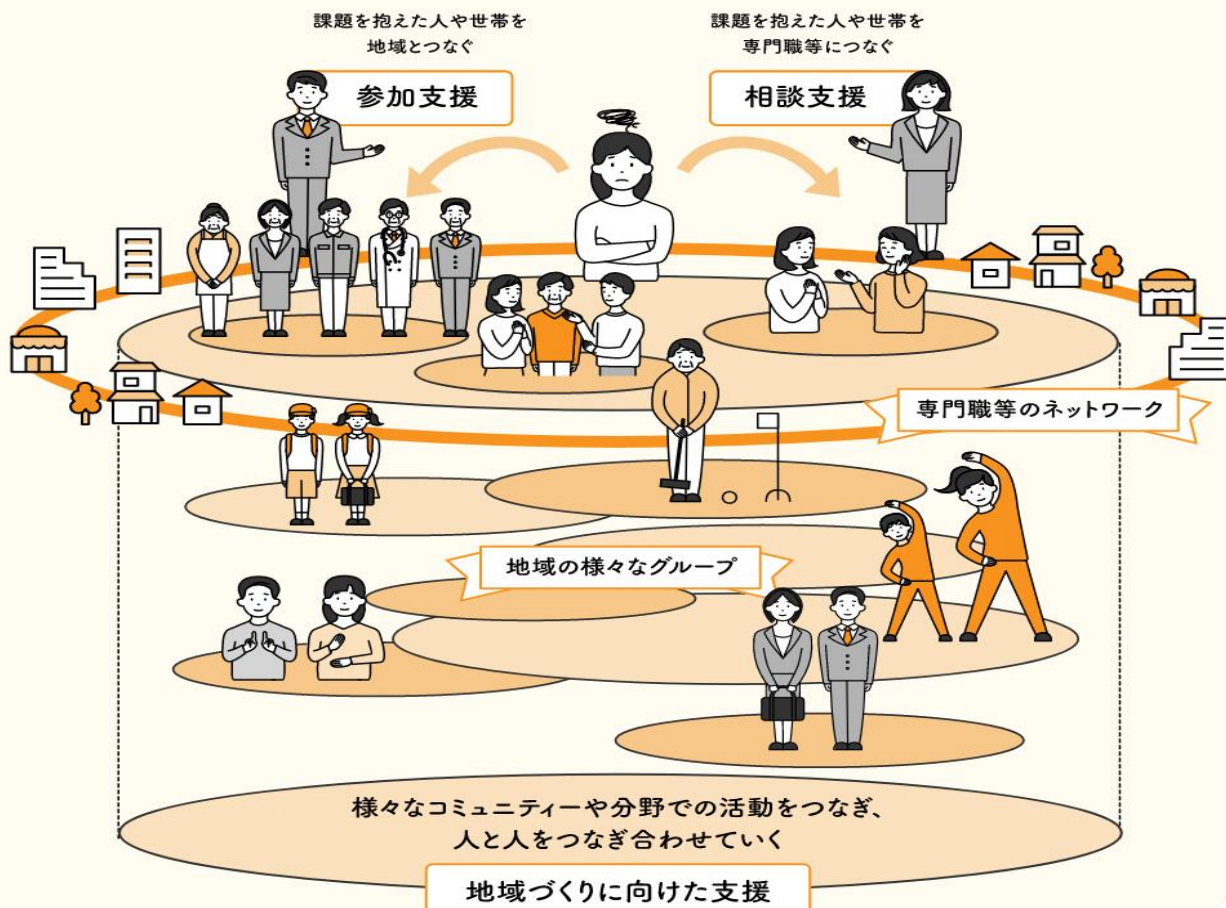 課題を抱えた人や世帯を
地域とつなぐ
参加支援
課題を抱えた人や世帯を
専門職等につなぐ
相談支援
専門職等のネットワーク
地域の様々なグループ
様々なコミュニティーや分野での活動をつなぎ、
人と人をつなぎ合わせていく
地域づくりに向けた支援